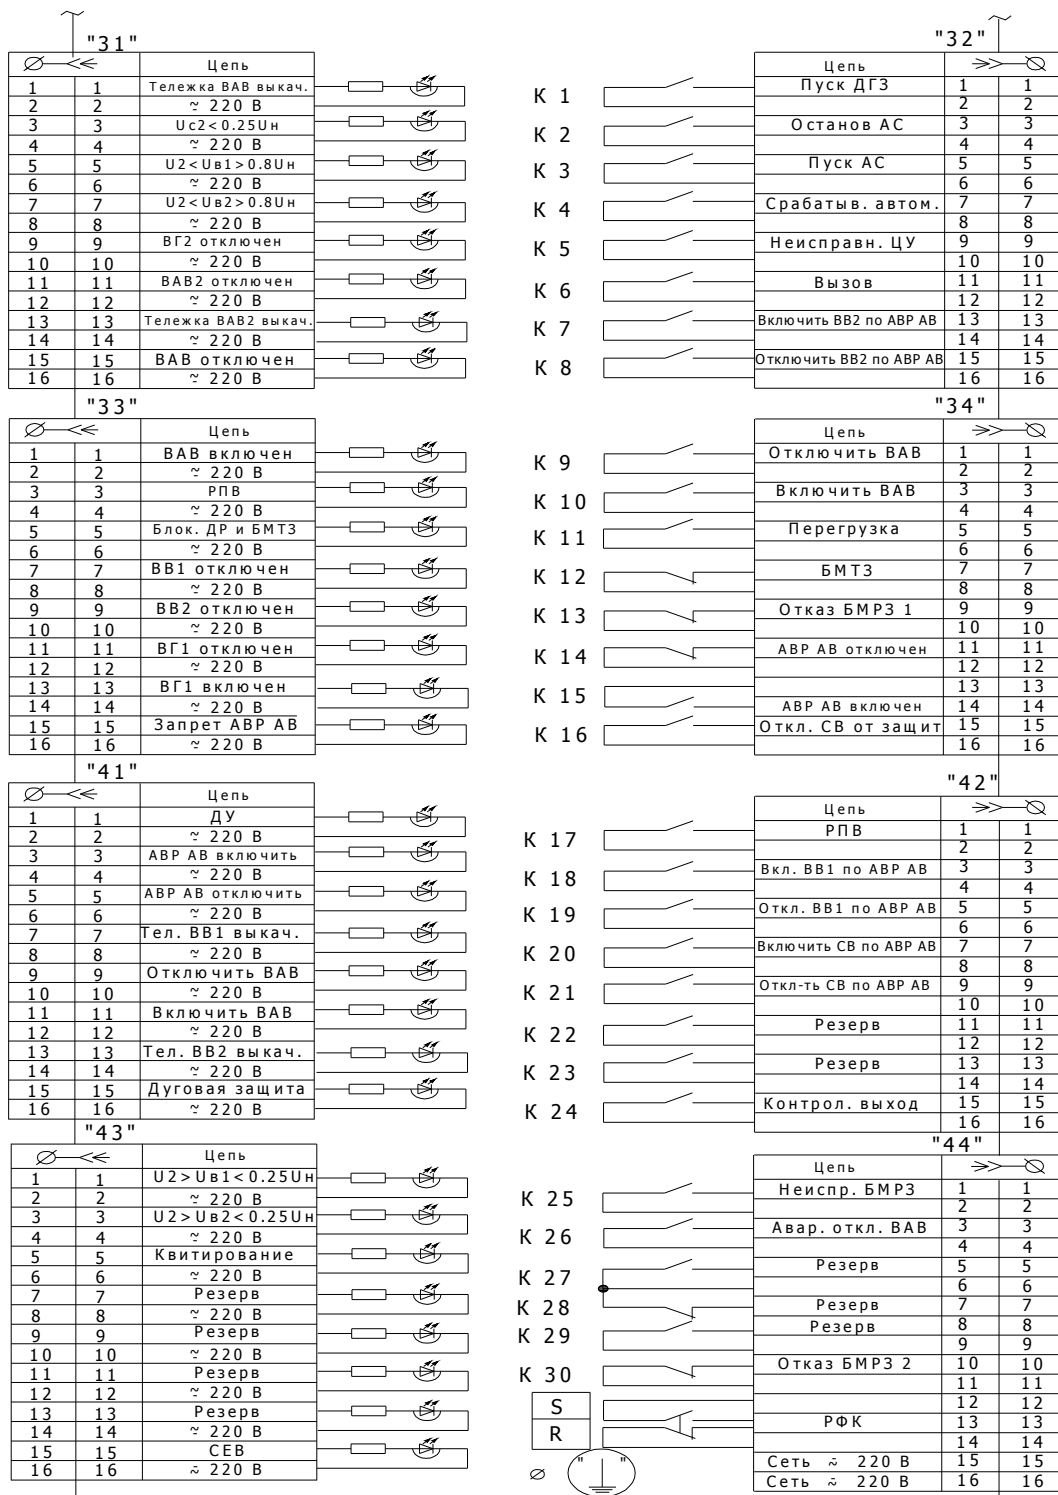 "31"
Цепь
1 1 Тележка ВАВ выкач.
2 2 ~ 220 В
3 3 Uc2<0.25Uн
4 4 ~ 220 В
5 5 U2<Uв1>0.8Uн
6 6 ~ 220 В
7 7 U2<Uв2>0.8Uн
8 8 ~ 220 В
9 9 ВГ2 отключен
10 10 ~ 220 В
11 11 ВАВ2 отключен
12 12 ~ 220 В
13 13 Тележка ВАВ2 выкач.
14 14 ~ 220 В
15 15 ВАВ отключен
16 16 ~ 220 В
"32"
Цепь
К 1 Пуск ДГЗ 1 1
2 2
К 2 Останов АС 3 3
4 4
К 3 Пуск АС 5 5
6 6
К 4 Срабатыв. автом. 7 7
8 8
К 5 Неисправн. ЦУ 9 9
10 10
К 6 Вызов 11 11
12 12
К 7 Включить ВВ2 по АВР АВ 13 13
14 14
К 8 Отключить ВВ2 по АВР АВ 15 15
16 16
"33"
Цепь
1 1 ВАВ включен
2 2 ~ 220 В
3 3 РПВ
4 4 ~ 220 В
5 5 Блок. ДР и БМТЗ
6 6 ~ 220 В
7 7 ВВ1 отключен
8 8 ~ 220 В
9 9 ВВ2 отключен
10 10 ~ 220 В
11 11 ВГ1 отключен
12 12 ~ 220 В
13 13 ВГ1 включен
14 14 ~ 220 В
15 15 Запрет АВР АВ
16 16 ~ 220 В
"34"
Цепь
К 9 Отключить ВАВ 1 1
2 2
К 10 Включить ВАВ 3 3
4 4
К 11 Перегрузка 5 5
6 6
К 12 БМТЗ 7 7
8 8
К 13 Отказ БМРЗ 1 9 9
10 10
К 14 АВР АВ отключен 11 11
12 12
К 15 13 13
АВР АВ включен 14 14
К 16 Откл. СВ от защит 15 15
16 16
"41"
Цепь
1 1 ДУ
2 2 ~ 220 В
3 3 АВР АВ включить
4 4 ~ 220 В
5 5 АВР АВ отключить
6 6 ~ 220 В
7 7 Тел. ВВ1 выкач.
8 8 ~ 220 В
9 9 Отключить ВАВ
10 10 ~ 220 В
11 11 Включить ВАВ
12 12 ~ 220 В
13 13 Тел. ВВ2 выкач.
14 14 ~ 220 В
15 15 Дуговая защита
16 16 ~ 220 В
"42"
Цепь
К 17 РПВ 1 1
2 2
К 18 Вкл. ВВ1 по АВР АВ 3 3
4 4
К 19 Откл. ВВ1 по АВР АВ 5 5
6 6
К 20 Включить СВ по АВР АВ 7 7
8 8
К 21 Откл-ть СВ по АВР АВ 9 9
10 10
К 22 Резерв 11 11
12 12
К 23 Резерв 13 13
14 14
К 24 Контрол. выход 15 15
16 16
"43"
Цепь
1 1 U2>Uв1<0.25Uн
2 2 ~ 220 В
3 3 U2>Uв2<0.25Uн
4 4 ~ 220 В
5 5 Квитирование
6 6 ~ 220 В
7 7 Резерв
8 8 ~ 220 В
9 9 Резерв
10 10 ~ 220 В
11 11 Резерв
12 12 ~ 220 В
13 13 Резерв
14 14 ~ 220 В
15 15 СЕВ
16 16 ~ 220 В
"44"
Цепь
К 25 Неиспр. БМРЗ 1 1
2 2
К 26 Авар. откл. ВАВ 3 3
4 4
К 27 Резерв 5 5
6 6
К 28 Резерв 7 7
К 29 Резерв 8 8
9 9
К 30 Отказ БМРЗ 2 10 10
11 11
S 12 12
РФК 13 13
R 14 14
Сеть ~ 220 В 15 15
Сеть ~ 220 В 16 16
" "